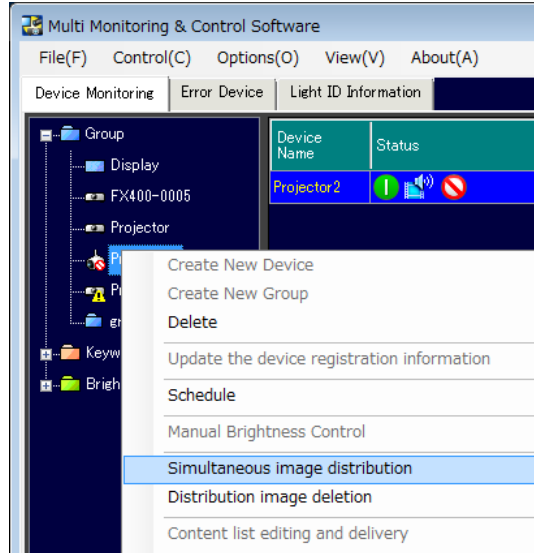 Multi Monitoring & Control Software
File(F) Control(C) Options(O) View(V) About(A)
Device Monitoring Error Device Light ID Information
Group
Display
FX400-0005
Projector
Device Name
Status
Projector2
Create New Device
Create New Group
Delete
Update the device registration information
Schedule
Manual Brightness Control
Simultaneous image distribution
Distribution image deletion
Content list editing and delivery